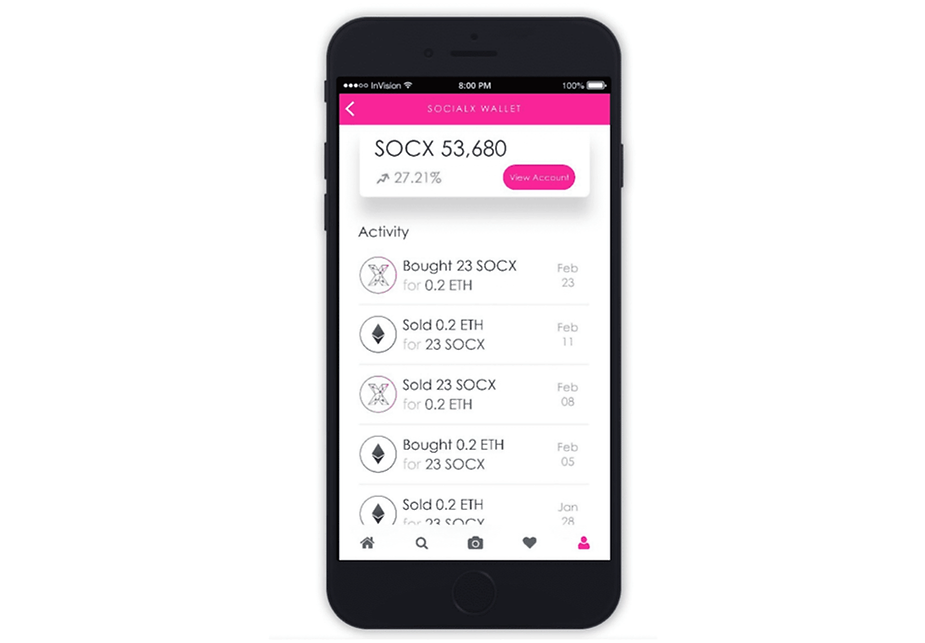 InVision
8:00 PM
100%
SOCIALX WALLET
SOCX 53,680
27.21%
View Account
Activity
Bought 23 SOCX
for 0.2 ETH
Feb
23
Sold 0.2 ETH
for 23 SOCX
Feb
11
Sold 23 SOCX
for 0.2 ETH
Feb
08
Bought 0.2 ETH
for 23 SOCX
Feb
05
Sold 0.2 ETH
for 23 SOCX
Jan
28